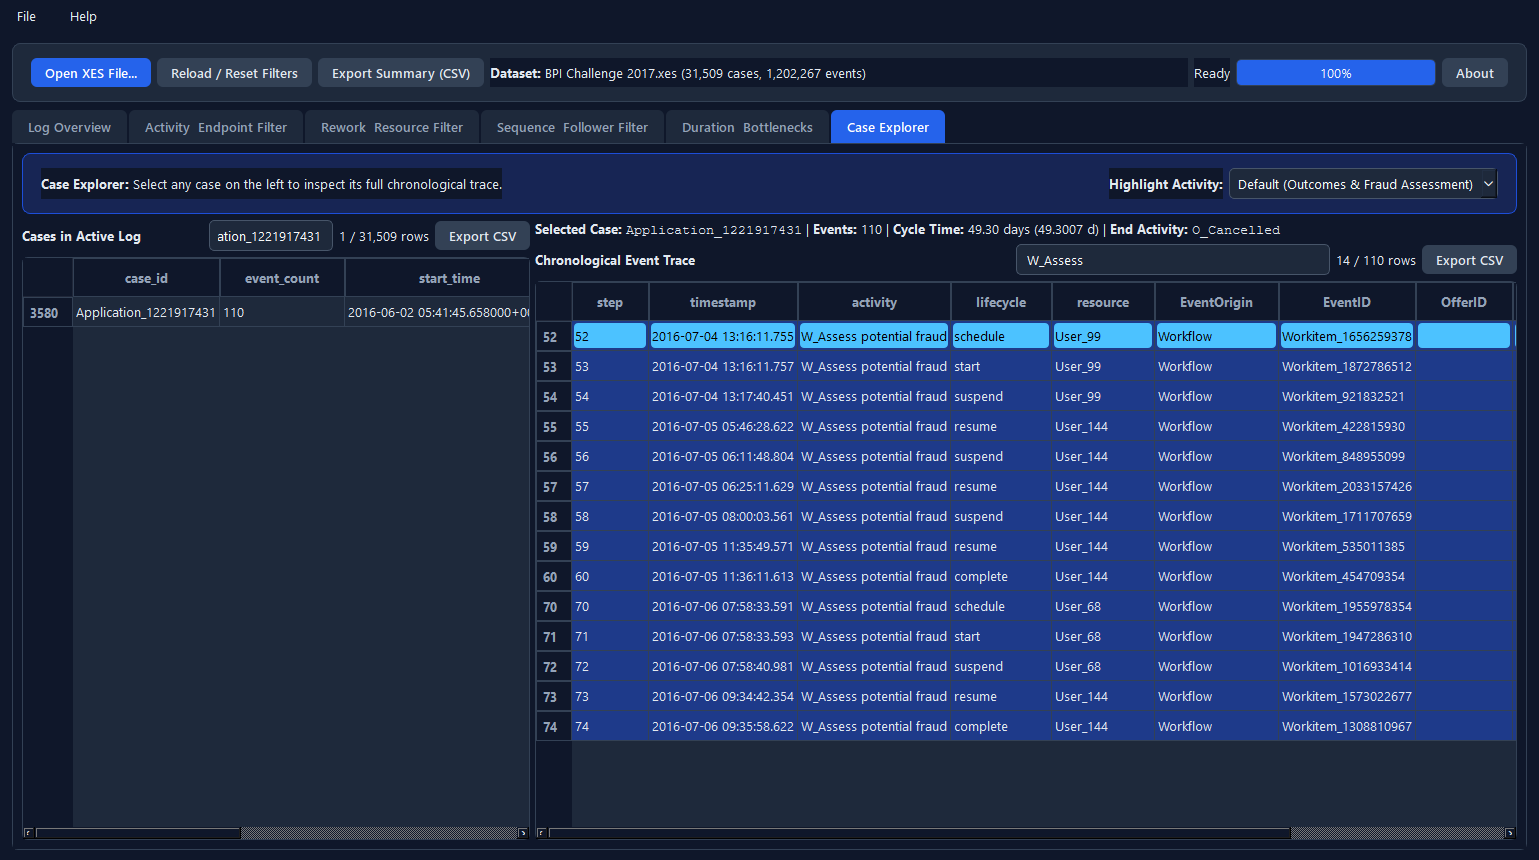 File Help
Open XES File... Reload / Reset Filters Export Summary (CSV) Dataset: BPI Challenge 2017.xes (31,509 cases, 1,202,267 events) Ready 100% About
Log Overview Activity Endpoint Filter Rework Resource Filter Sequence Follower Filter Duration Bottlenecks Case Explorer
Case Explorer: Select any case on the left to inspect its full chronological trace. Highlight Activity: Default (Outcomes & Fraud Assessment)
Cases in Active Log ation_1221917431 1 / 31,509 rows Export CSV
case_id event_count start_time
3580 Application_1221917431 110 2016-06-02 05:41:45.658000+00
Selected Case: Application_1221917431 | Events: 110 | Cycle Time: 49.30 days (49.3007 d) | End Activity: O_Cancelled
Chronological Event Trace W_Assess 14 / 110 rows Export CSV
step timestamp activity lifecycle resource EventOrigin EventID OfferID
52 52 2016-07-04 13:16:11.755 W_Assess potential fraud schedule User_99 Workflow Workitem_1656259378
53 53 2016-07-04 13:16:11.757 W_Assess potential fraud start User_99 Workflow Workitem_1872786512
54 54 2016-07-04 13:17:40.451 W_Assess potential fraud suspend User_99 Workflow Workitem_921832521
55 55 2016-07-05 05:46:28.622 W_Assess potential fraud resume User_144 Workflow Workitem_422815930
56 56 2016-07-05 06:11:48.804 W_Assess potential fraud suspend User_144 Workflow Workitem_848955099
57 57 2016-07-05 06:25:11.629 W_Assess potential fraud resume User_144 Workflow Workitem_2033157426
58 58 2016-07-05 08:00:03.561 W_Assess potential fraud suspend User_144 Workflow Workitem_1711707659
59 59 2016-07-05 11:35:49.571 W_Assess potential fraud resume User_144 Workflow Workitem_535011385
60 60 2016-07-05 11:36:11.613 W_Assess potential fraud complete User_144 Workflow Workitem_454709354
70 70 2016-07-06 07:58:33.591 W_Assess potential fraud schedule User_68 Workflow Workitem_1955978354
71 71 2016-07-06 07:58:33.593 W_Assess potential fraud start User_68 Workflow Workitem_1947286310
72 72 2016-07-06 07:58:40.981 W_Assess potential fraud suspend User_68 Workflow Workitem_1016933414
73 73 2016-07-06 09:34:42.354 W_Assess potential fraud resume User_144 Workflow Workitem_1573022677
74 74 2016-07-06 09:35:58.622 W_Assess potential fraud complete User_144 Workflow Workitem_1308810967